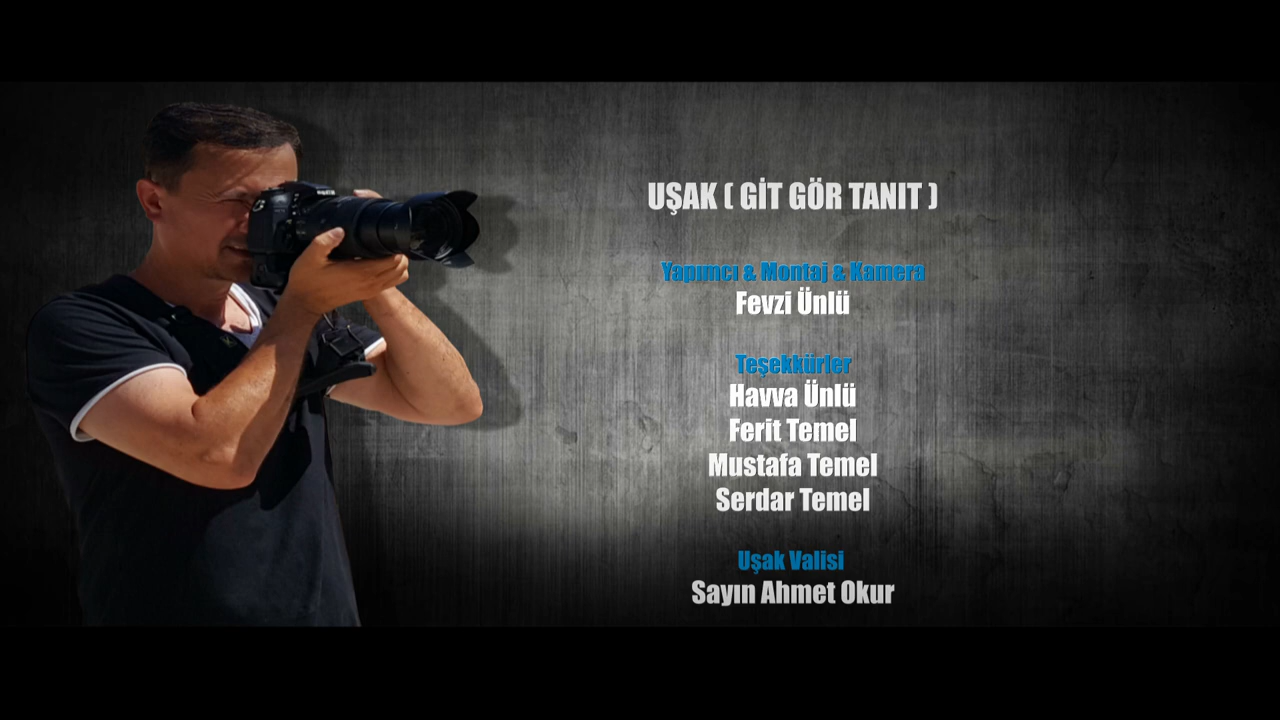 UŞAK ( GİT GÖR TANIT )
Yapımcı & Montaj & Kamera
Fevzi Ünlü
Teşekkürler
Havva Ünlü
Ferit Temel
Mustafa Temel
Serdar Temel
Uşak Valisi
Sayın Ahmet Okur